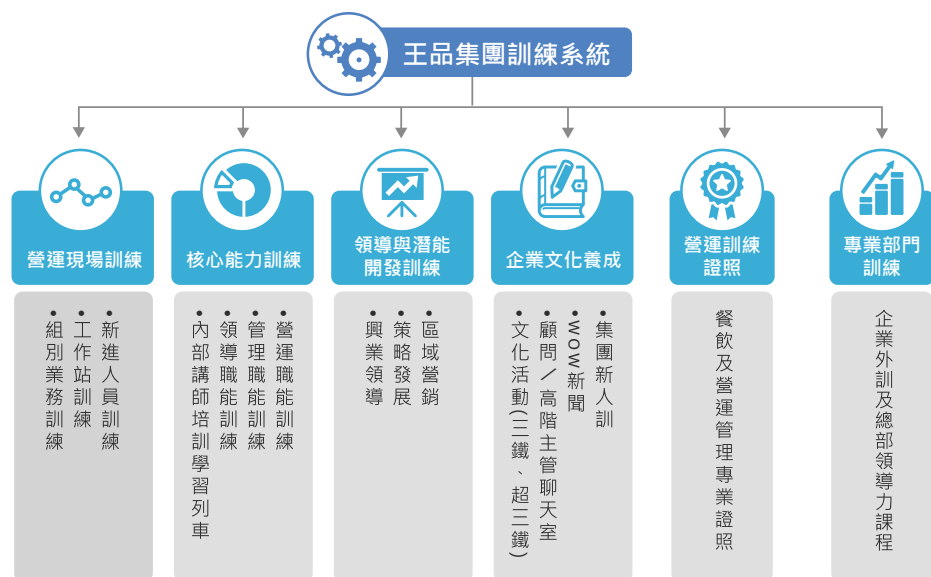 王品集團訓練系統
營運現場訓練
• 新進人員訓練
• 工作站訓練
• 組別業務訓練
核心能力訓練
• 營運職能訓練
• 管理職能訓練
• 領導職能訓練
• 內部講師培訓學習列車
領導與潛能
開發訓練
• 區域營銷
• 策略發展
• 興業領導
企業文化養成
• 集團新人訓
• WOW新聞
• 顧問/高階主管聊天室
• 文化活動(三鐵、超三鐵)
營運訓練
證照
餐飲及營運管理專業證照
專業部門
訓練
企業外訓及總部領導力課程